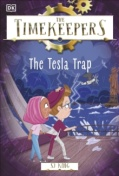 DK
THE
TIMEKEEPERS
The Tesla Trap
SJ KING